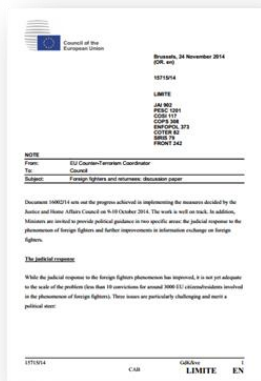 Council of the
European Union
Brussels, 24 November 2014
(OR. en)
15715/14
LIMITE
JAI 902
PESC 1201
COSI 117
COPS 308
ENFOPOL 373
COTER 82
SIRIS 79
FRONT 242
NOTE
From: EU Counter-Terrorism Coordinator
To: Council
Subject: Foreign fighters and returnees: discussion paper
Document 16002/14 sets out the progress achieved in implementing the measures decided by the
Justice and Home Affairs Council on 9-10 October 2014. The work is well on track. In addition,
Ministers are invited to provide political guidance in two specific areas: the judicial response to the
phenomenon of foreign fighters and further improvements in information exchange on foreign
fighters.
The judicial response
While the judicial response to the foreign fighters phenomenon has improved, it is not yet adequate
to the scale of the problem (less than 10 convictions for around 3000 EU citizens/residents involved
in the phenomenon of foreign fighters). Three issues are particularly challenging and merit a
political steer:
15715/14 GdK/lwy 1
CAB LIMITE EN